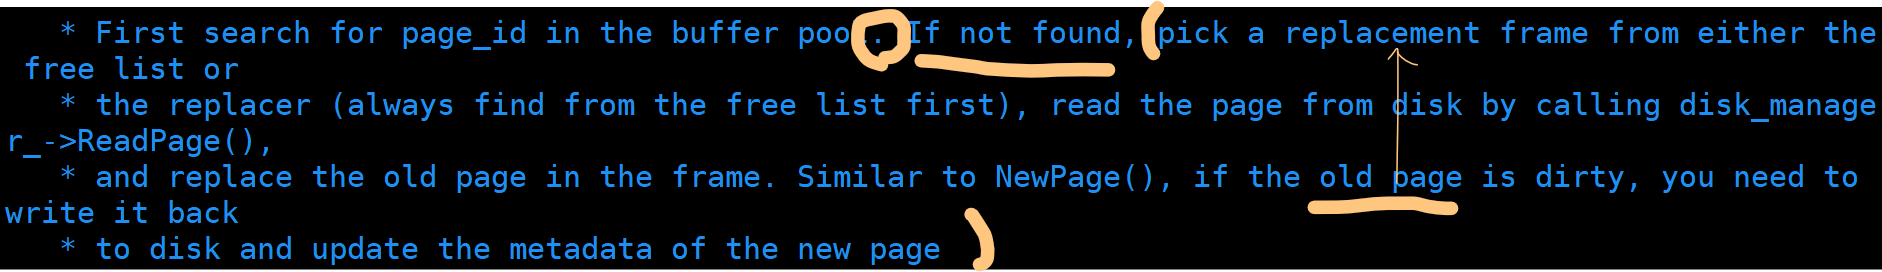 * First search for page_id in the buffer pool. If not found, pick a replacement frame from either the
free list or
* the replacer (always find from the free list first), read the page from disk by calling disk_manage
r_->ReadPage(),
* and replace the old page in the frame. Similar to NewPage(), if the old page is dirty, you need to
write it back
* to disk and update the metadata of the new page